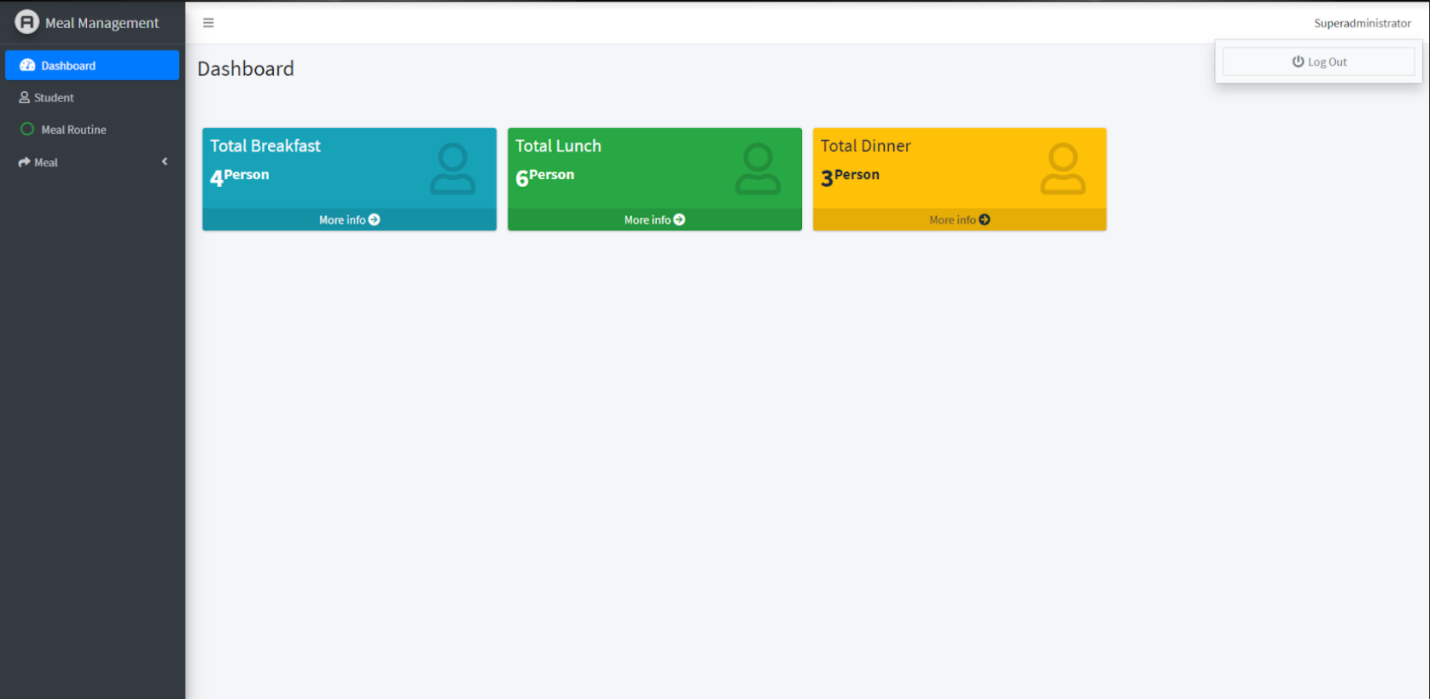 Meal Management
Superadministrator
Log Out
Dashboard
Student
Meal Routine
Meal
Dashboard
Total Breakfast
4Person
More info
Total Lunch
6Person
More info
Total Dinner
3Person
More info